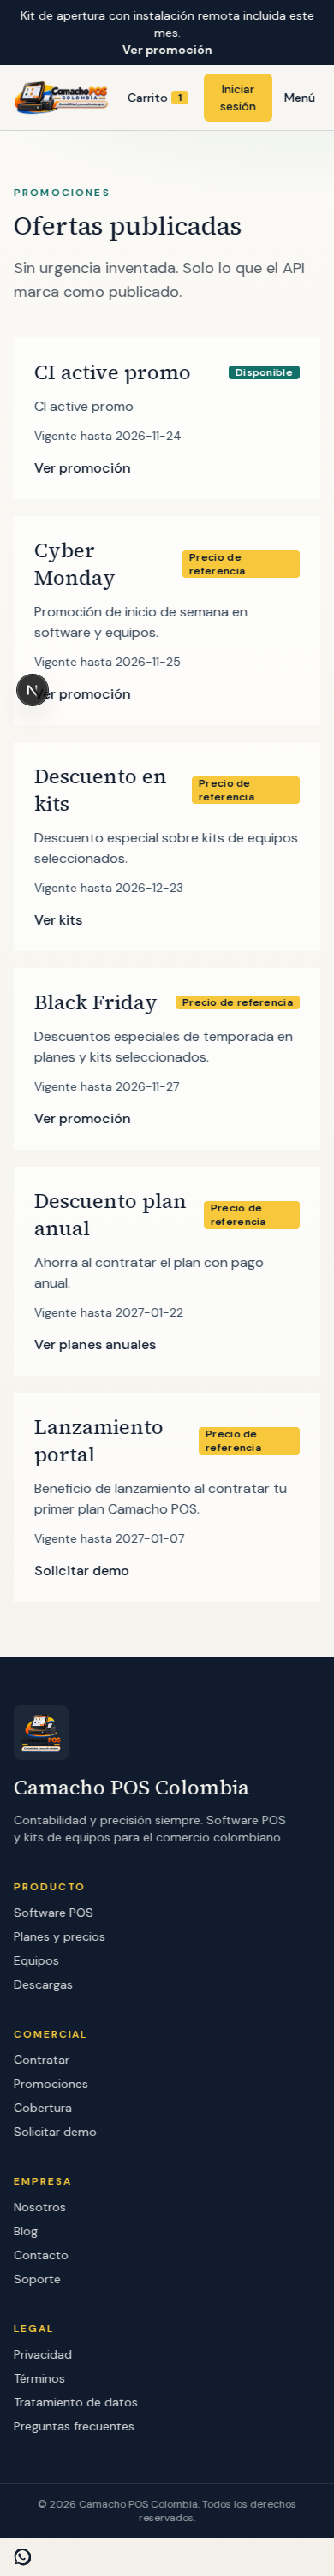 Kit de apertura con instalación remota incluida este
mes.
Ver promoción
CamachoPOS
COLOMBIA
Carrito 1
Iniciar
sesión
Menú
PROMOCIONES
Ofertas publicadas
Sin urgencia inventada. Solo lo que el API
marca como publicado.
CI active promo
Disponible
CI active promo
Vigente hasta 2026-11-24
Ver promoción
Cyber
Monday
Precio de
referencia
Promoción de inicio de semana en
software y equipos.
Vigente hasta 2026-11-25
N
Ver promoción
Descuento en
kits
Precio de
referencia
Descuento especial sobre kits de equipos
seleccionados.
Vigente hasta 2026-12-23
Ver kits
Black Friday
Precio de referencia
Descuentos especiales de temporada en
planes y kits seleccionados.
Vigente hasta 2026-11-27
Ver promoción
Descuento plan
anual
Precio de
referencia
Ahorra al contratar el plan con pago
anual.
Vigente hasta 2027-01-22
Ver planes anuales
Lanzamiento
portal
Precio de
referencia
Beneficio de lanzamiento al contratar tu
primer plan Camacho POS.
Vigente hasta 2027-01-07
Solicitar demo
Camacho POS Colombia
Contabilidad y precisión siempre. Software POS
y kits de equipos para el comercio colombiano.
PRODUCTO
Software POS
Planes y precios
Equipos
Descargas
COMERCIAL
Contratar
Promociones
Cobertura
Solicitar demo
EMPRESA
Nosotros
Blog
Contacto
Soporte
LEGAL
Privacidad
Términos
Tratamiento de datos
Preguntas frecuentes
© 2026 Camacho POS Colombia. Todos los derechos
reservados.